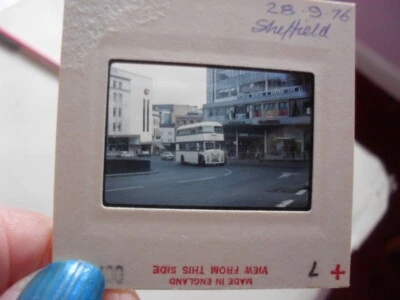 28.9.76
Sheffield
MADE IN ENGLAND
VIEW FROM THIS SIDE
7